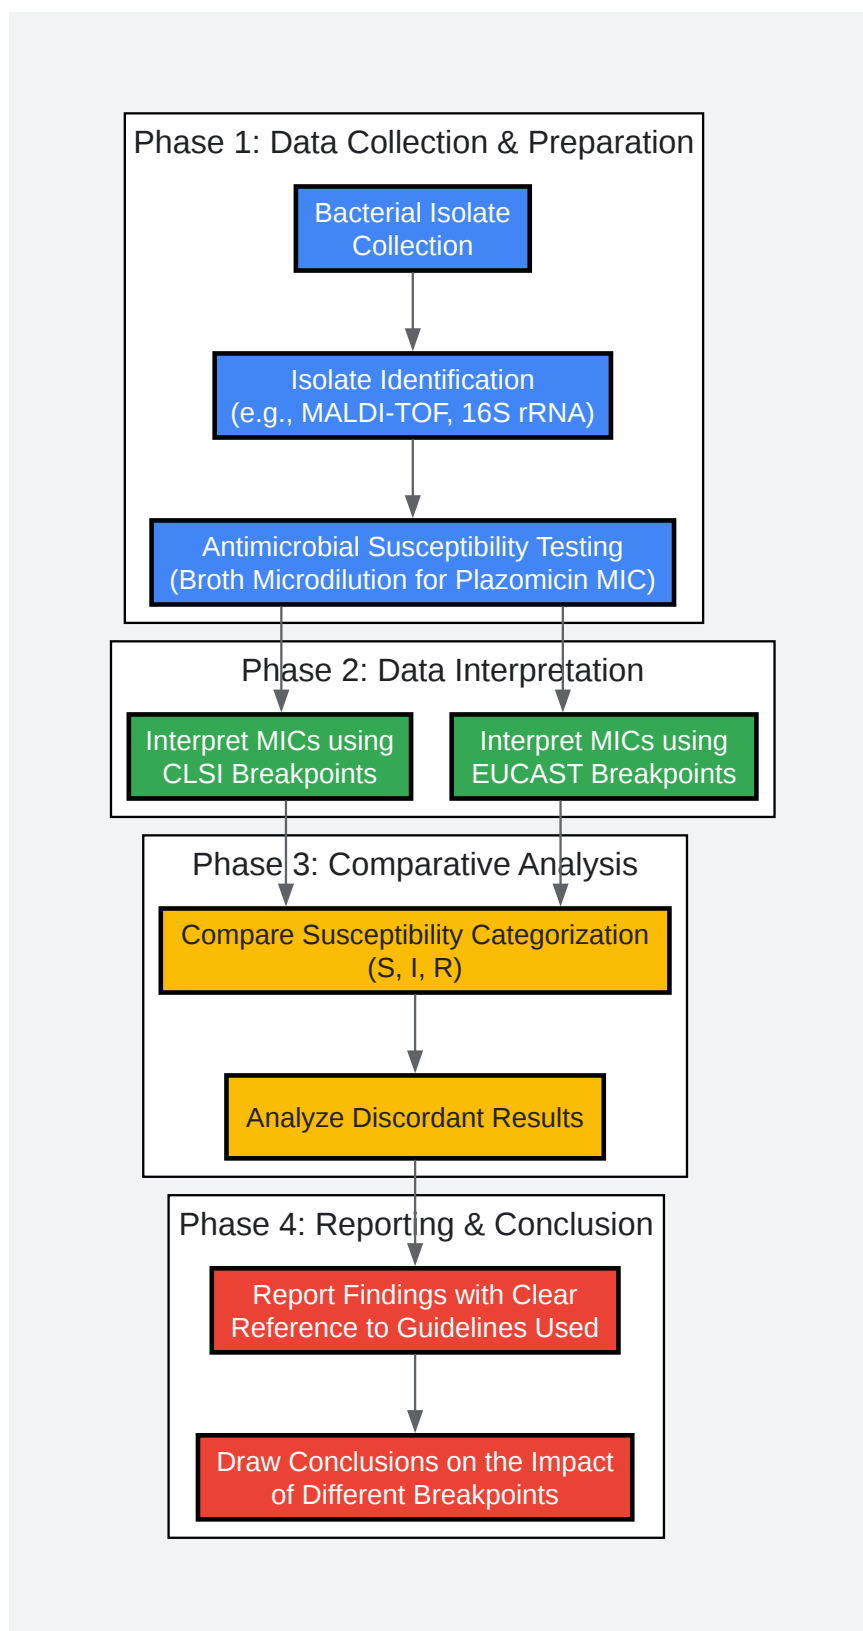 Phase 1: Data Collection & Preparation
Bacterial Isolate
Collection
Isolate Identification
(e.g., MALDI-TOF, 16S rRNA)
Antimicrobial Susceptibility Testing
(Broth Microdilution for Plazomicin MIC)
Phase 2: Data Interpretation
Interpret MICs using
CLSI Breakpoints
Interpret MICs using
EUCAST Breakpoints
Phase 3: Comparative Analysis
Compare Susceptibility Categorization
(S, I, R)
Analyze Discordant Results
Phase 4: Reporting & Conclusion
Report Findings with Clear
Reference to Guidelines Used
Draw Conclusions on the Impact
of Different Breakpoints